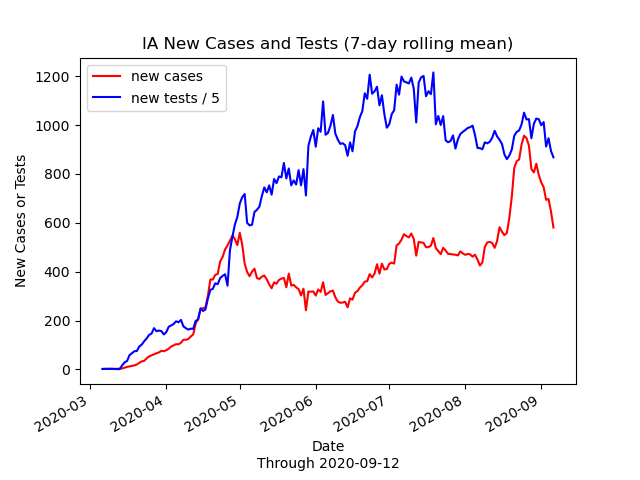 IA New Cases and Tests (7-day rolling mean)
new cases
new tests / 5
New Cases or Tests
1200
1000
800
600
400
200
0
2020-03
2020-04
2020-05
2020-06
2020-07
2020-08
2020-09
Date
Through 2020-09-12